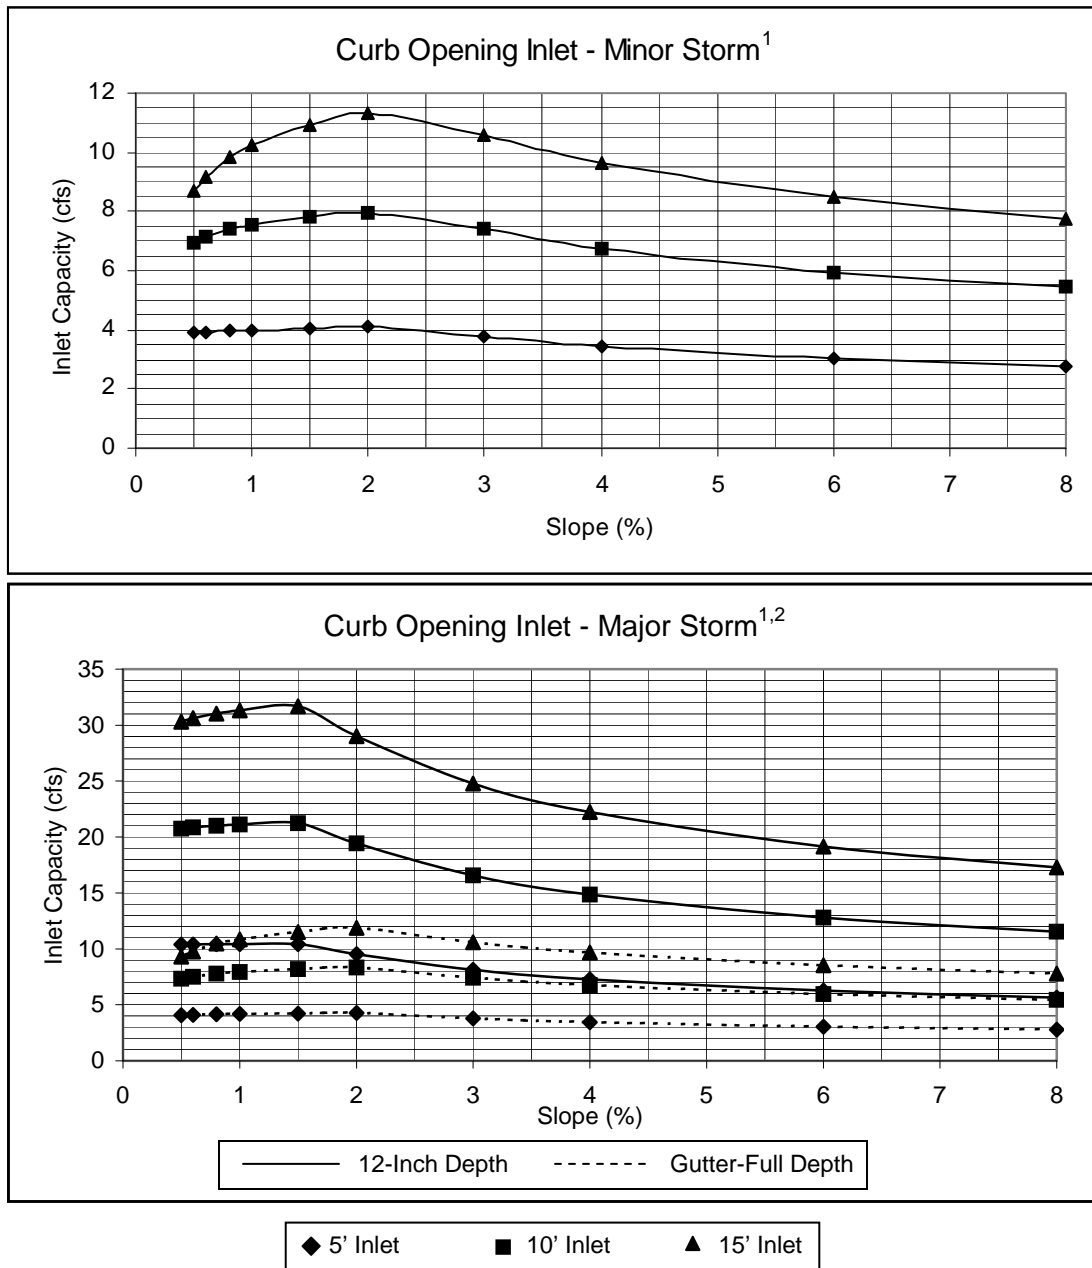 Curb Opening Inlet - Minor Storm¹
12
10
8
6
4
2
0
Inlet Capacity (cfs)
0 1 2 3 4 5 6 7 8
Slope (%)
Curb Opening Inlet - Major Storm¹,²
35
30
25
20
15
10
5
0
Inlet Capacity (cfs)
0 1 2 3 4 5 6 7 8
Slope (%)
12-Inch Depth Gutter-Full Depth
5' Inlet 10' Inlet 15' Inlet